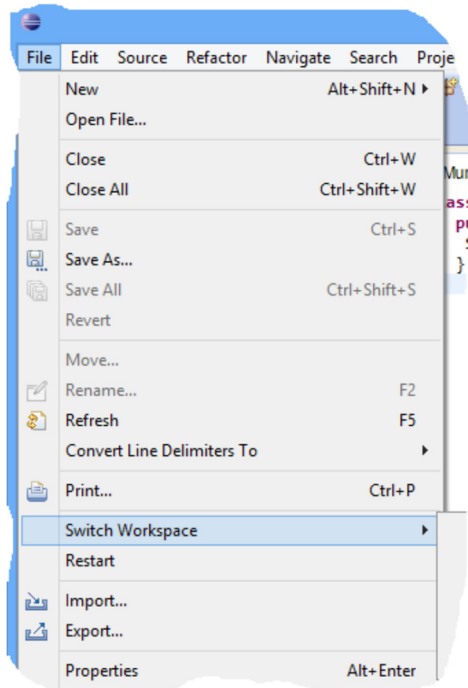 File Edit Source Refactor Navigate Search Proje
New Alt+Shift+N
Open File...
Close Ctrl+W
Close All Ctrl+Shift+W
Save Ctrl+S
Save As...
Save All Ctrl+Shift+S
Revert
Move...
Rename... F2
Refresh F5
Convert Line Delimiters To
Print... Ctrl+P
Switch Workspace
Restart
Import...
Export...
Properties Alt+Enter